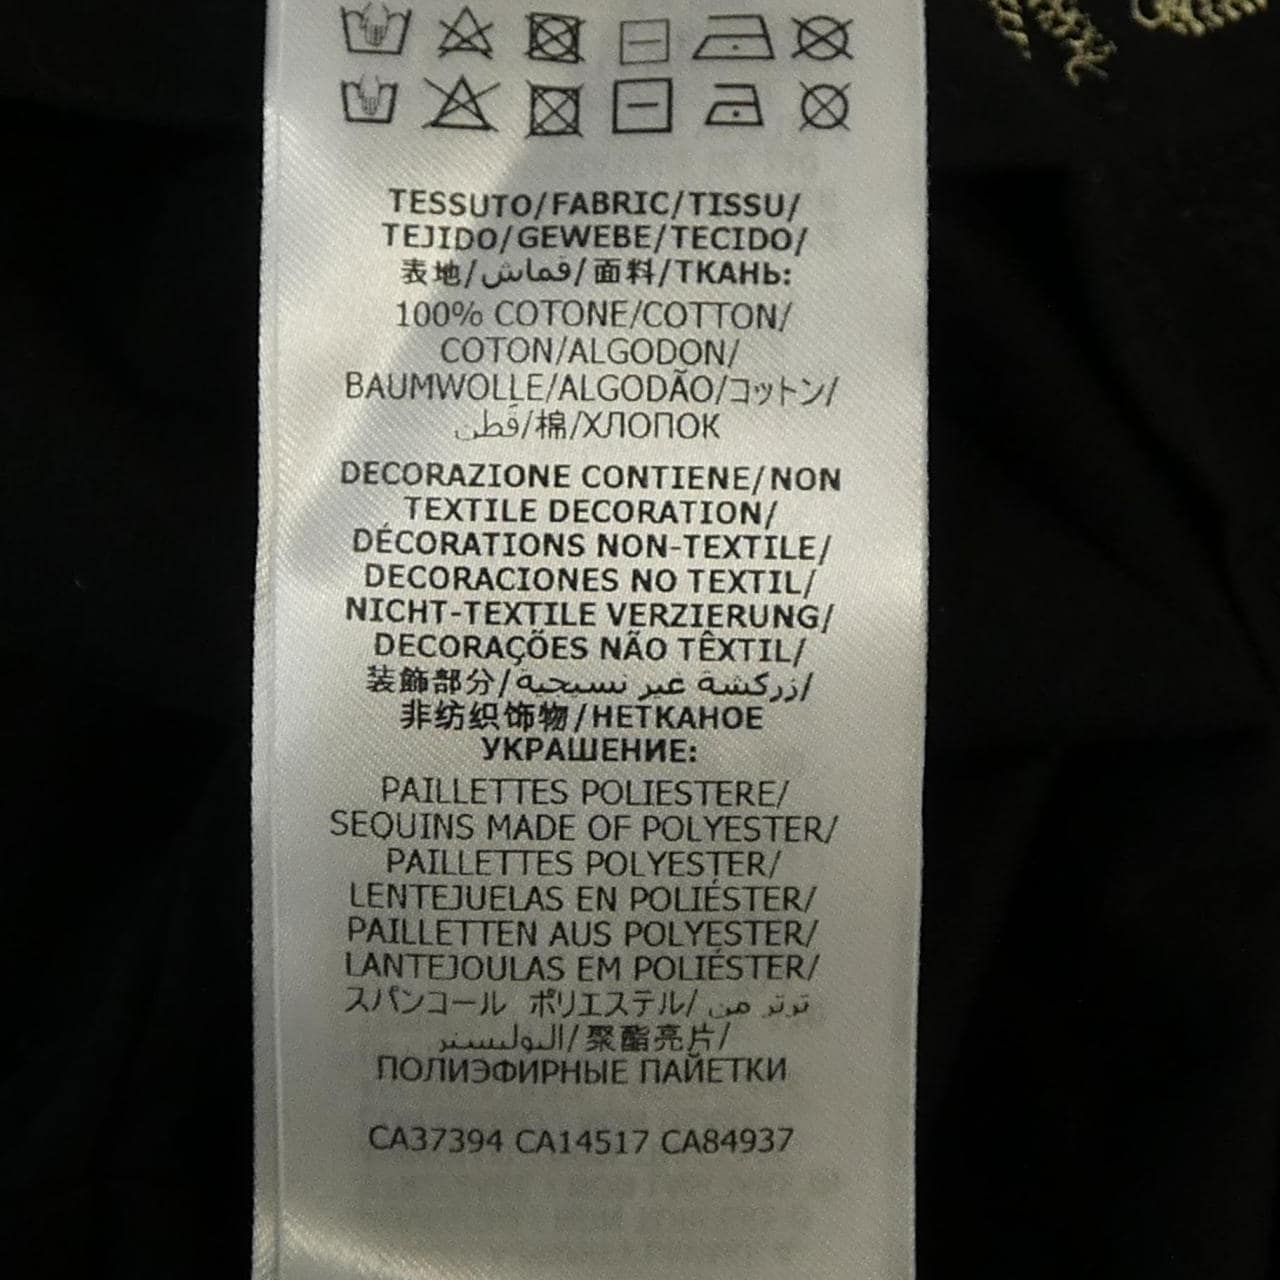 TESSUTO/FABRIC/TISSU/
TEJIDO/GEWEBE/TECIDO/
表地/قماش/面料/ТКАНЬ:
100% COTONE/COTTON/
COTON/ALGODON/
BAUMWOLLE/ALGODÃO/コットン/
قطن/棉/ХЛОПОК
DECORAZIONE CONTIENE/NON
TEXTILE DECORATION/
DÉCORATIONS NON-TEXTILE/
DECORACIONES NO TEXTIL/
NICHT-TEXTILE VERZIERUNG/
DECORAÇÕES NÃO TÊXTIL/
装飾部分/زركشة غير نسيجية/
非纺织饰物/НЕТКАНОЕ
УКРАШЕНИЕ:
PAILLETTES POLIESTERE/
SEQUINS MADE OF POLYESTER/
PAILLETTES POLYESTER/
LENTEJUELAS EN POLIÉSTER/
PAILLETTEN AUS POLYESTER/
LANTEJOULAS EM POLIÉSTER/
スパンコール ポリエステル/ترتر من
البوليستر/聚酯亮片/
ПОЛИЭФИРНЫЕ ПАЙЕТКИ
CA37394 CA14517 CA84937